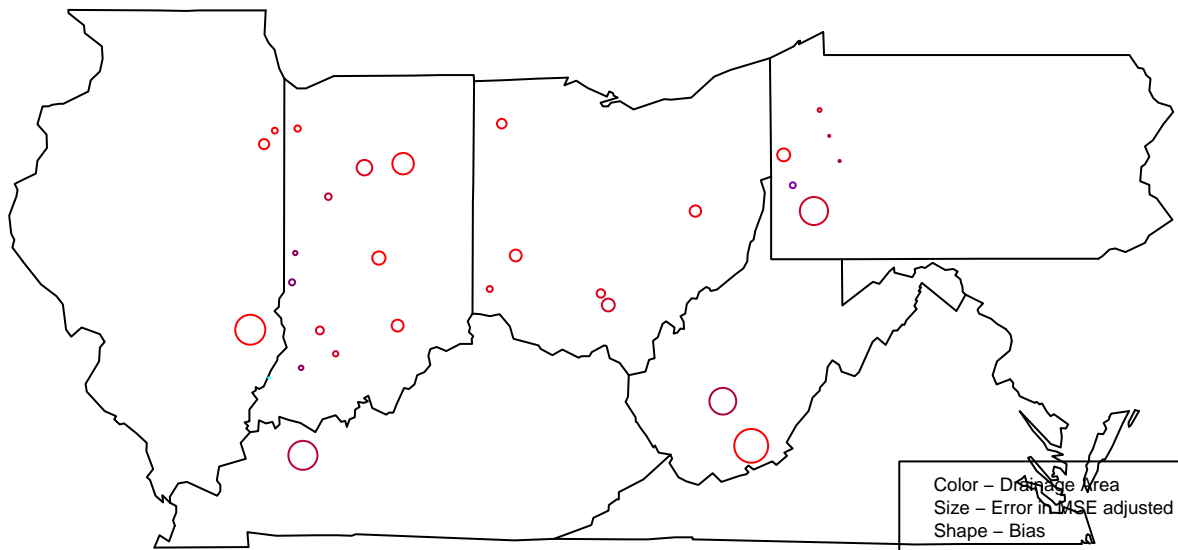 Color – Drainage Area
Size – Error in MSE adjusted
Shape – Bias